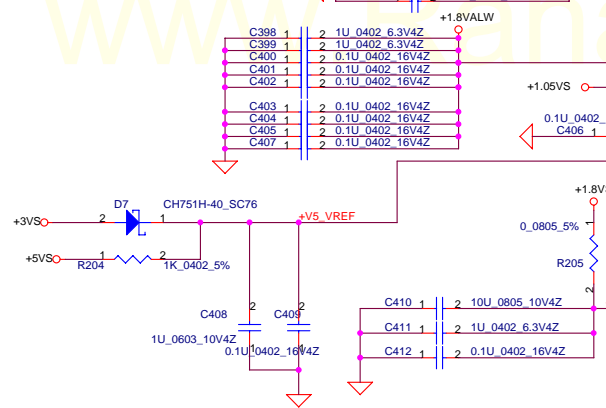 +1.8VALW
C398 1 2 1U_0402_6.3V4Z
C399 1 2 1U_0402_6.3V4Z
C400 1 2 0.1U_0402_16V4Z
C401 1 2 0.1U_0402_16V4Z
C402 1 2 0.1U_0402_16V4Z
+1.05VS
C403 1 2 0.1U_0402_16V4Z
C404 1 2 0.1U_0402_16V4Z
0.1U_0402_
C405 1 2 0.1U_0402_16V4Z
C406 1
C407 1 2 0.1U_0402_16V4Z
+1.8V
D7 CH751H-40_SC76
+3VS 2 1 +V5_VREF
0_0805_5%
+5VS 1 2
R204 1K_0402_5%
R205
2
2 2
C410 1 2 10U_0805_10V4Z
C408 C409
C411 1 2 1U_0402_6.3V4Z
1U_0603_10V4Z
1 1
0.1U_0402_16V4Z
C412 1 2 0.1U_0402_16V4Z